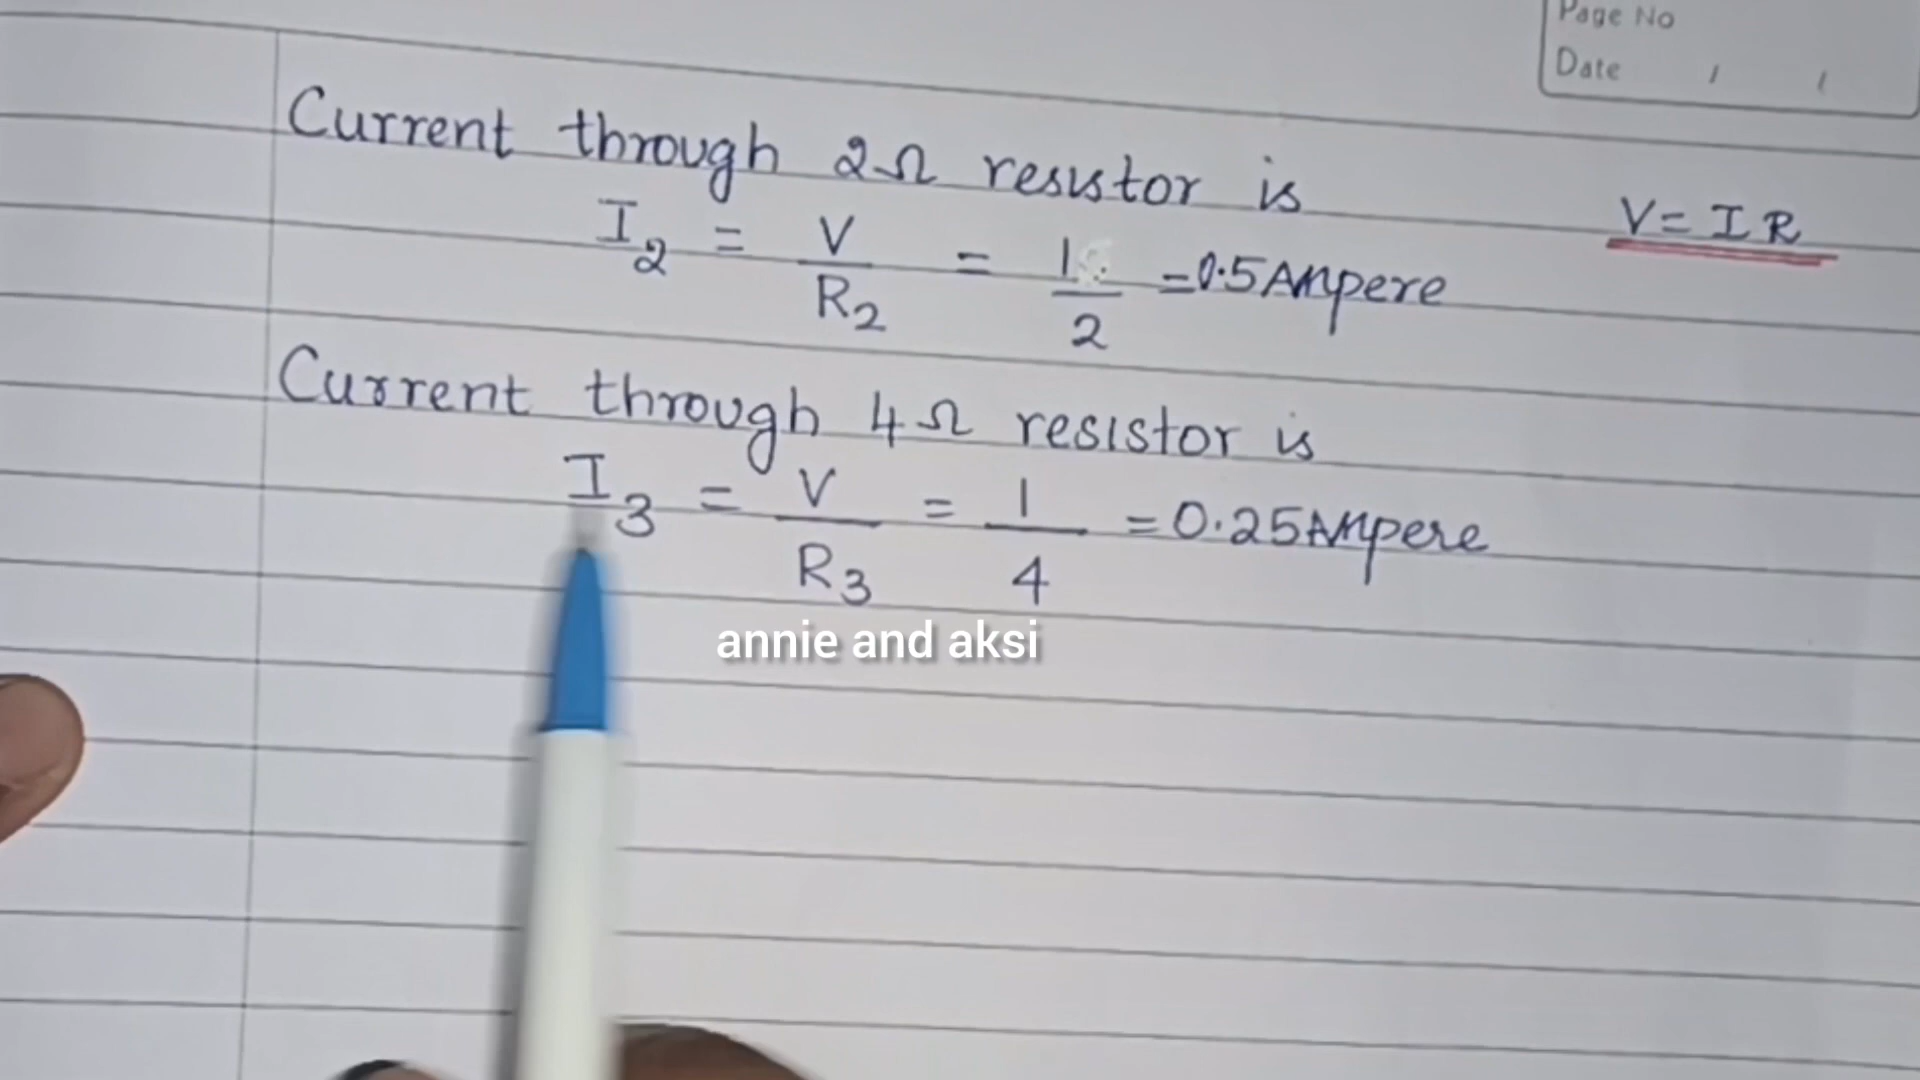 Page No
Date / /
Current through 2Ω resistor is
V = I R
I2 = V/R2 = 1/2 = 0.5 Ampere
Current through 4Ω resistor is
I3 = V/R3 = 1/4 = 0.25 Ampere
annie and aksi